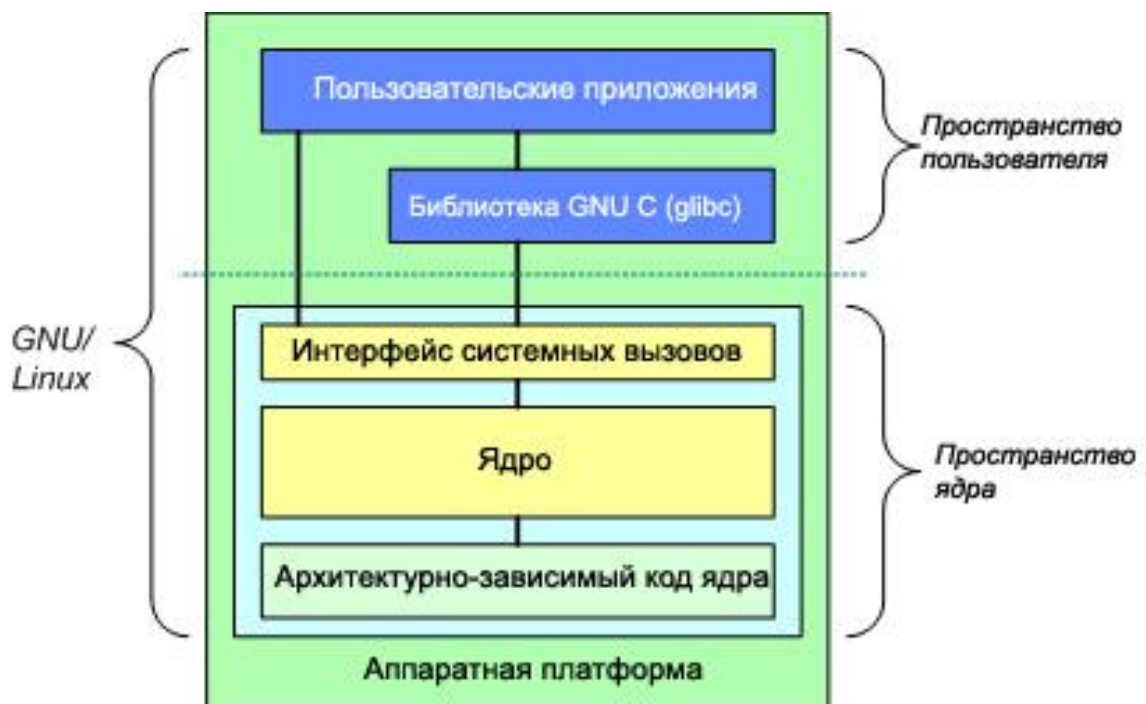 Пользовательские приложения
Пространство
пользователя
Библиотека GNU C (glibc)
GNU/
Linux
Интерфейс системных вызовов
Ядро
Пространство
ядра
Архитектурно-зависимый код ядра
Аппаратная платформа